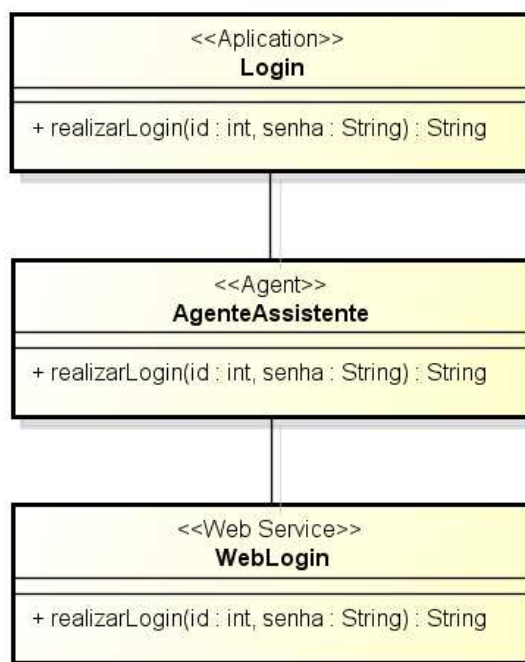 <<Aplication>>
Login
+ realizarLogin(id : int, senha : String) : String
<<Agent>>
AgenteAssistente
+ realizarLogin(id : int, senha : String) : String
<<Web Service>>
WebLogin
+ realizarLogin(id : int, senha : String) : String